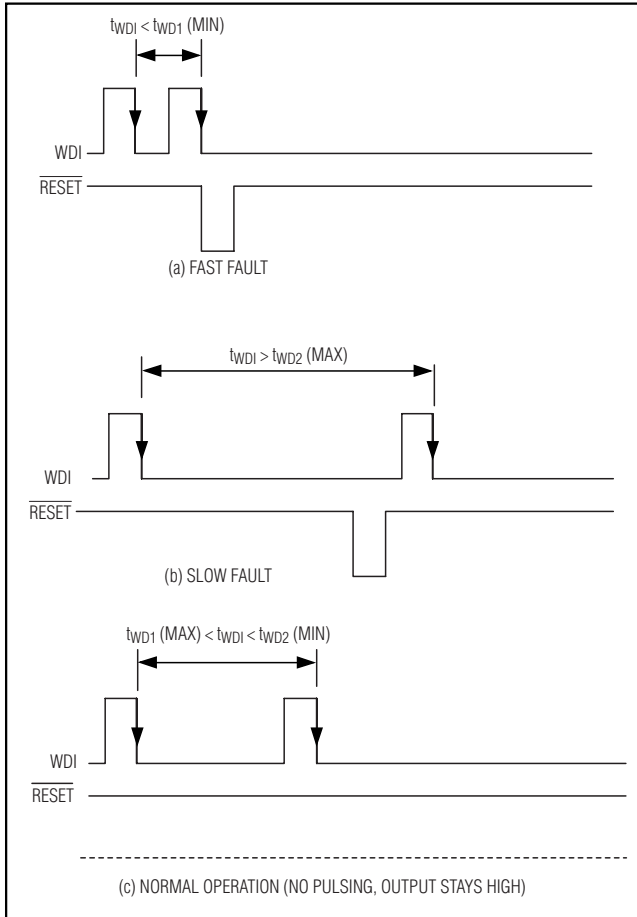 tWDI < tWD1 (MIN)
WDI
RESET
(a) FAST FAULT
tWDI > tWD2 (MAX)
WDI
RESET
(b) SLOW FAULT
tWD1 (MAX) < tWDI < tWD2 (MIN)
WDI
RESET
(c) NORMAL OPERATION (NO PULSING, OUTPUT STAYS HIGH)